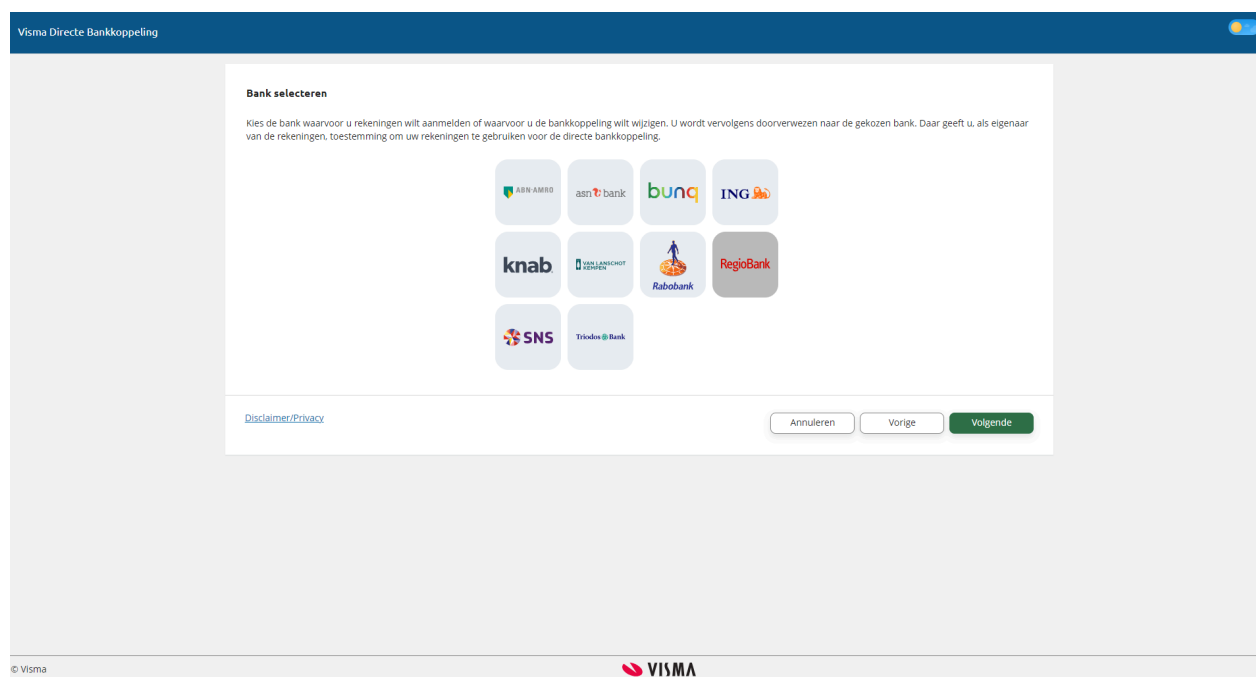 Visma Directe Bankkoppeling
Bank selecteren
Kies de bank waarvoor u rekeningen wilt aanmelden of waarvoor u de bankkoppeling wilt wijzigen. U wordt vervolgens doorverwezen naar de gekozen bank. Daar geeft u, als eigenaar
van de rekeningen, toestemming om uw rekeningen te gebruiken voor de directe bankkoppeling.
ABN·AMRO asn bank bunq ING
knab. VAN LANSCHOT KEMPEN Rabobank RegioBank
SNS Triodos Bank
Disclaimer/Privacy Annuleren Vorige Volgende
© Visma VISMA